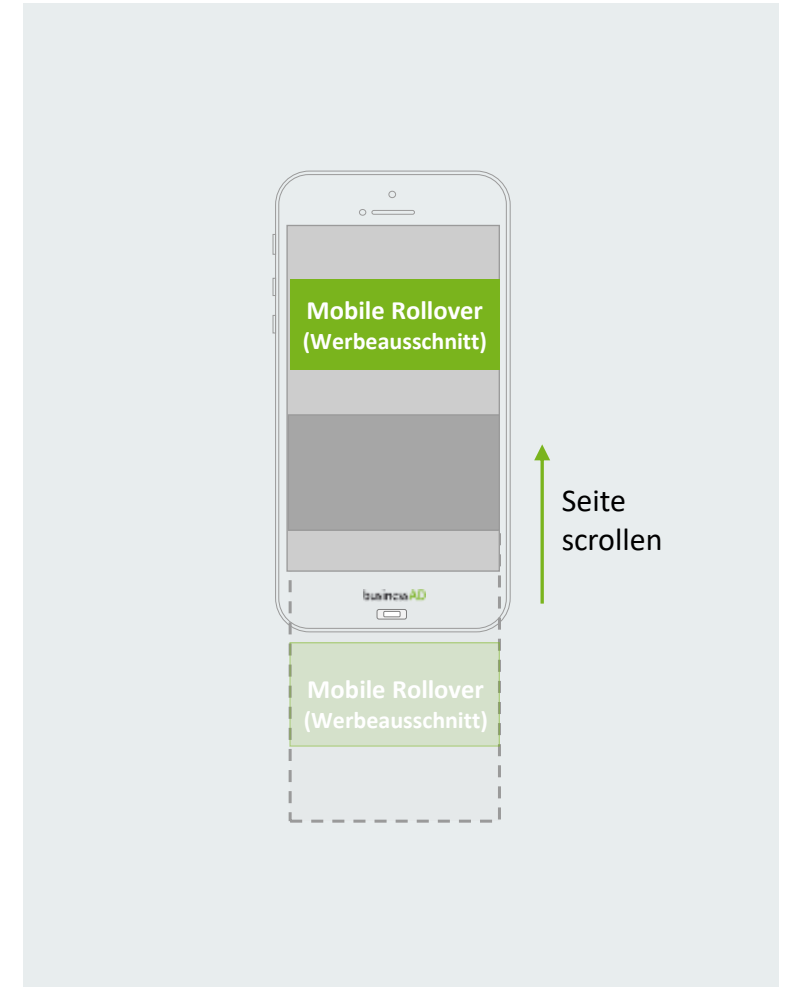 Mobile Rollover
(Werbeausschnitt)
Seite
scrollen
businessAD
Mobile Rollover
(Werbeausschnitt)